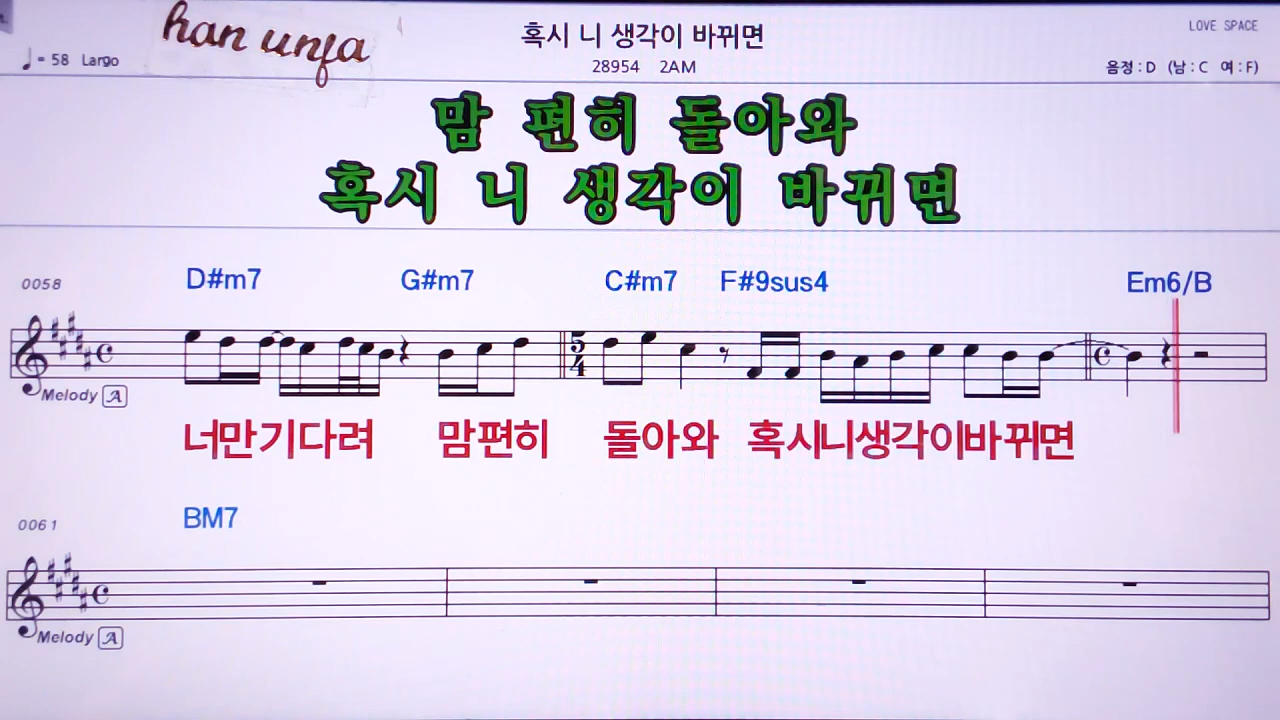 han unja
혹시 니 생각이 바뀌면
LOVE SPACE
♩= 58 Largo
28954 2AM
음정 : D (남 : C 여 : F)
맘 편히 돌아와
혹시 니 생각이 바뀌면
0058 D#m7 G#m7 C#m7 F#9sus4 Em6/B
5
4
Melody A
너만기다려 맘편히 돌아와 혹시니생각이바뀌면
0061 BM7
Melody A